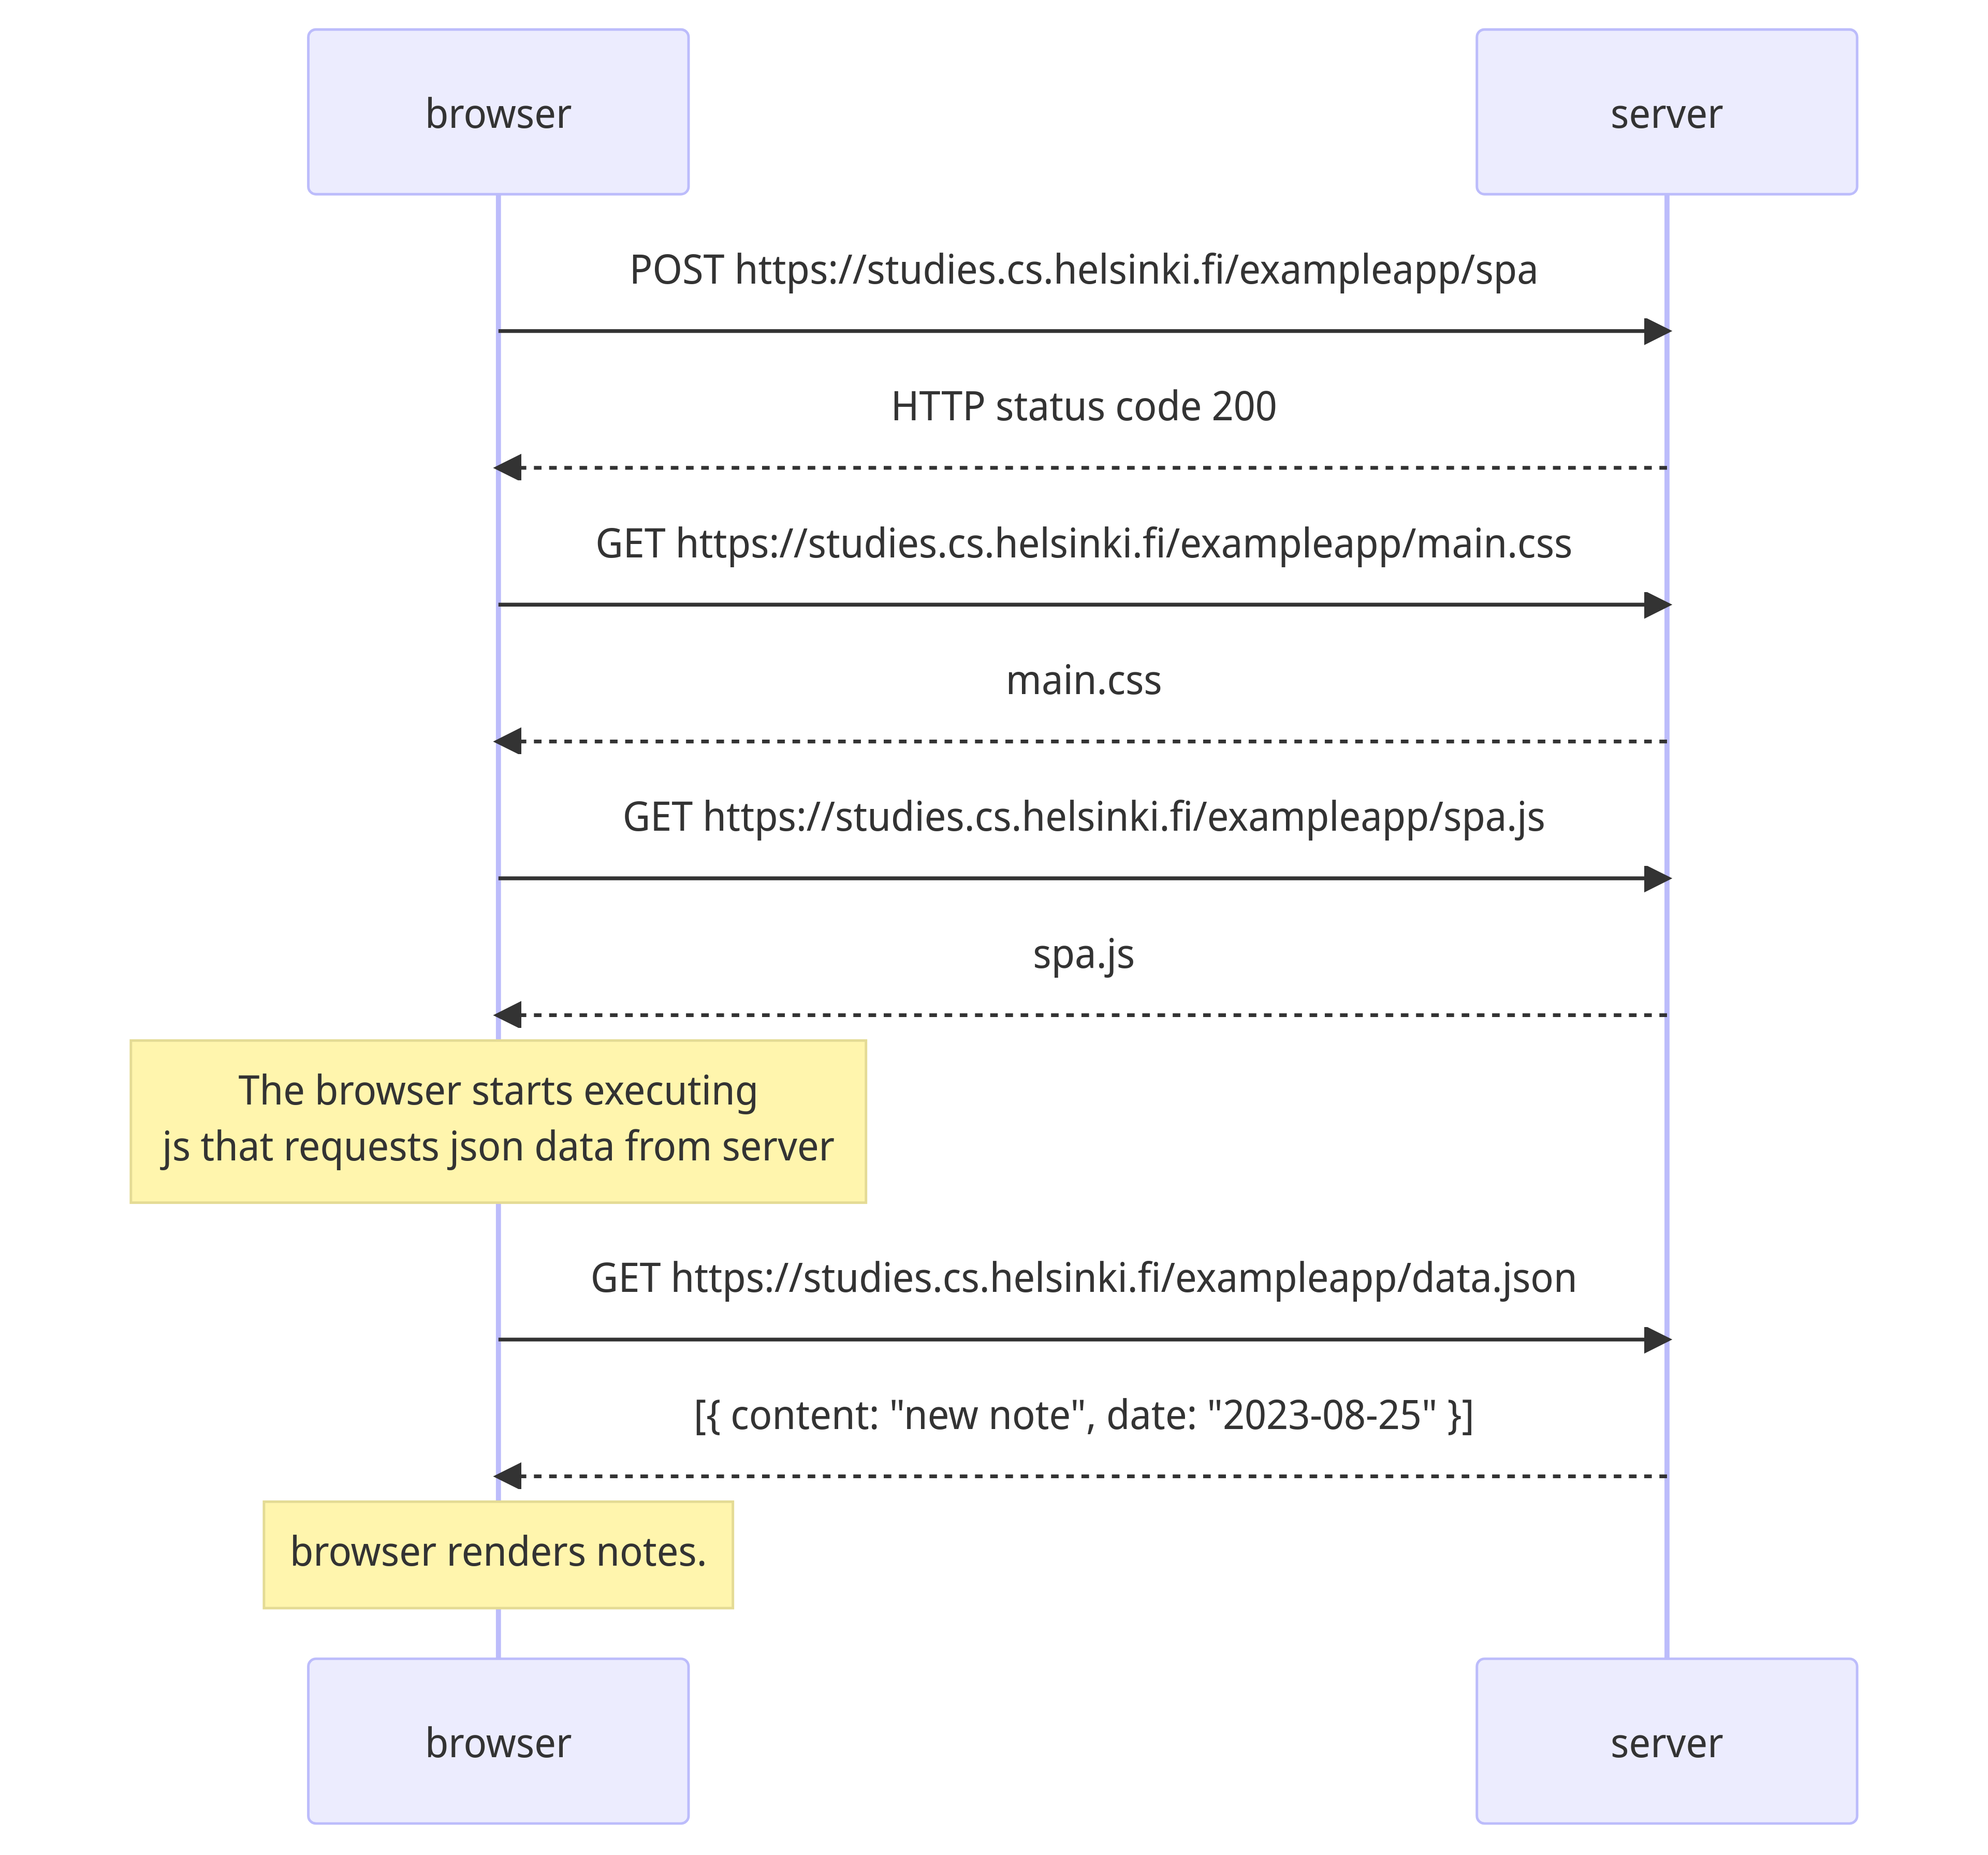 browser
server
POST https://studies.cs.helsinki.fi/exampleapp/spa
HTTP status code 200
GET https://studies.cs.helsinki.fi/exampleapp/main.css
main.css
GET https://studies.cs.helsinki.fi/exampleapp/spa.js
spa.js
The browser starts executing
js that requests json data from server
GET https://studies.cs.helsinki.fi/exampleapp/data.json
[{ content: "new note", date: "2023-08-25" }]
browser renders notes.
browser
server